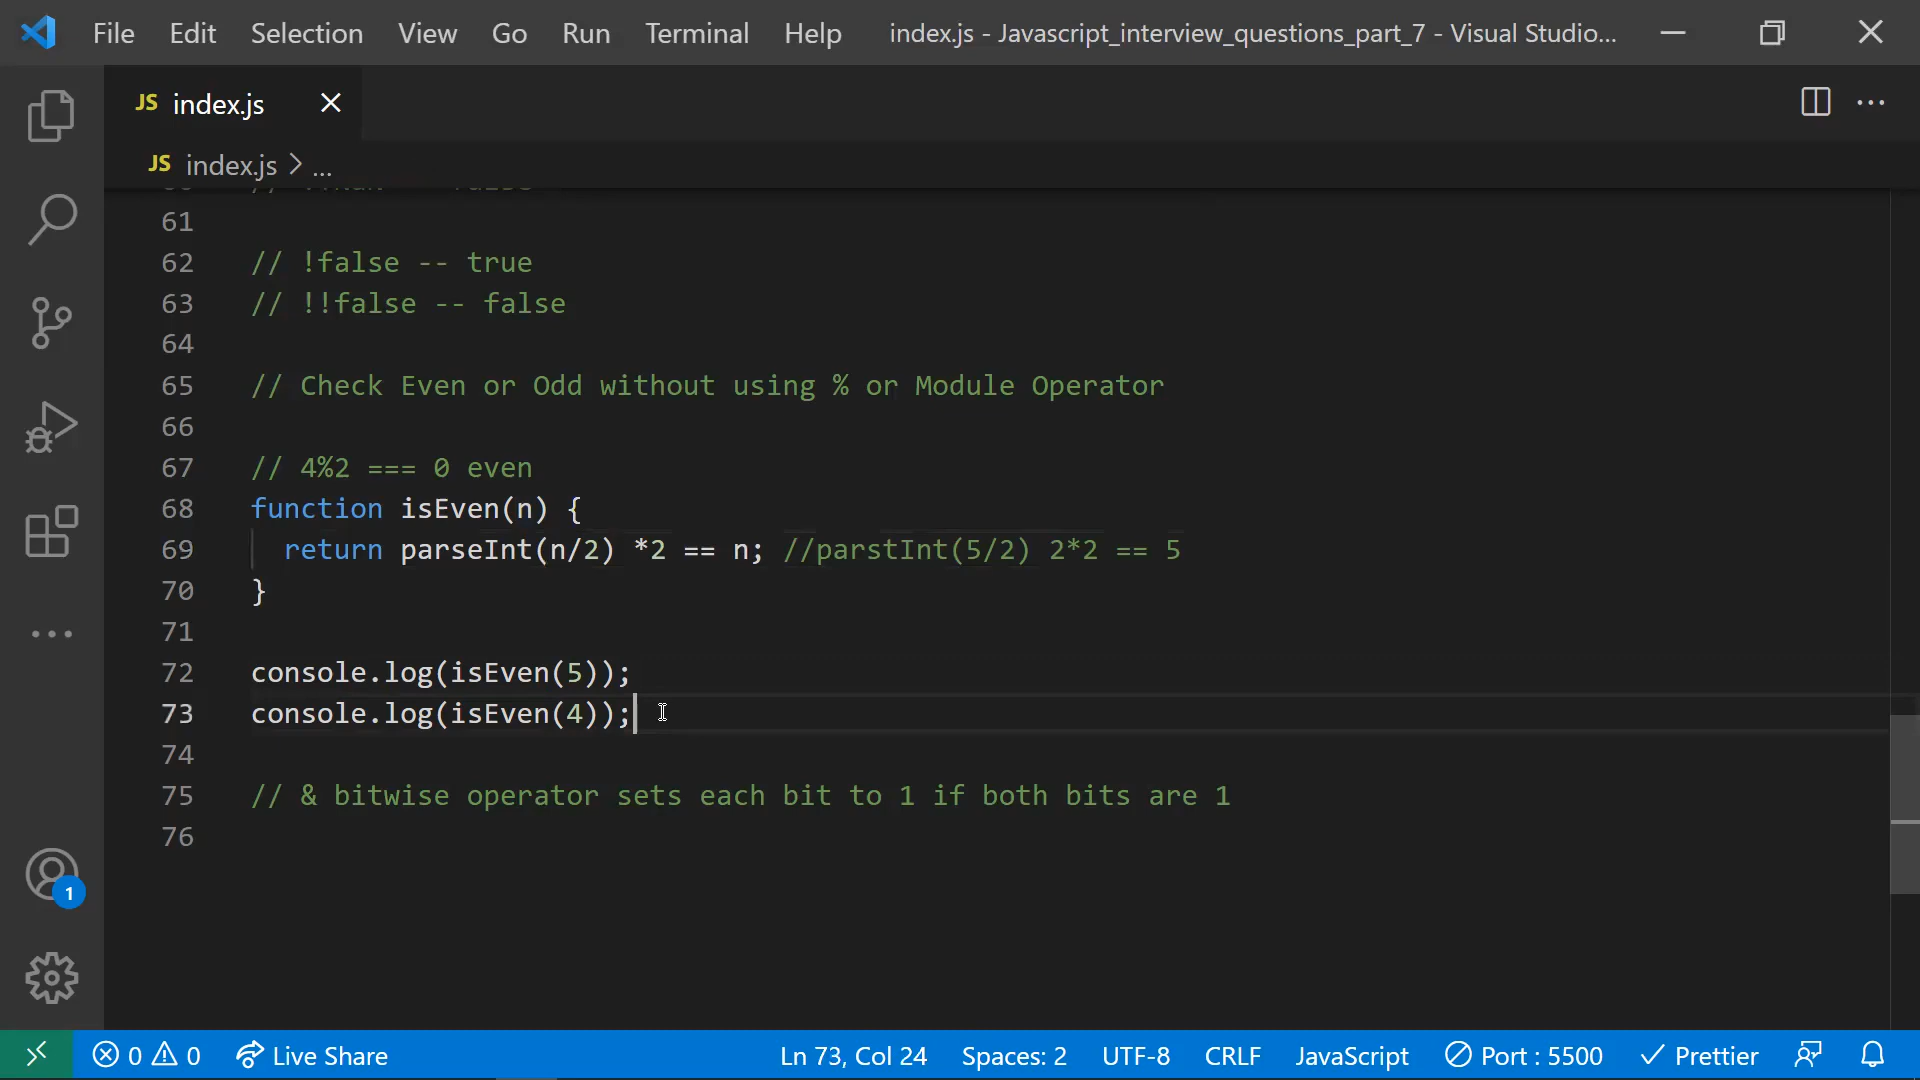 File Edit Selection View Go Run Terminal Help index.js - Javascript_interview_questions_part_7 - Visual Studio...
JS index.js
JS index.js > ...
61
62 // !false -- true
63 // !!false -- false
64
65 // Check Even or Odd without using % or Module Operator
66
67 // 4%2 === 0 even
68 function isEven(n) {
69 return parseInt(n/2) *2 == n; //parstInt(5/2) 2*2 == 5
70 }
71
72 console.log(isEven(5));
73 console.log(isEven(4));
74
75 // & bitwise operator sets each bit to 1 if both bits are 1
76
1
0 0 Live Share Ln 73, Col 24 Spaces: 2 UTF-8 CRLF JavaScript Port : 5500 Prettier